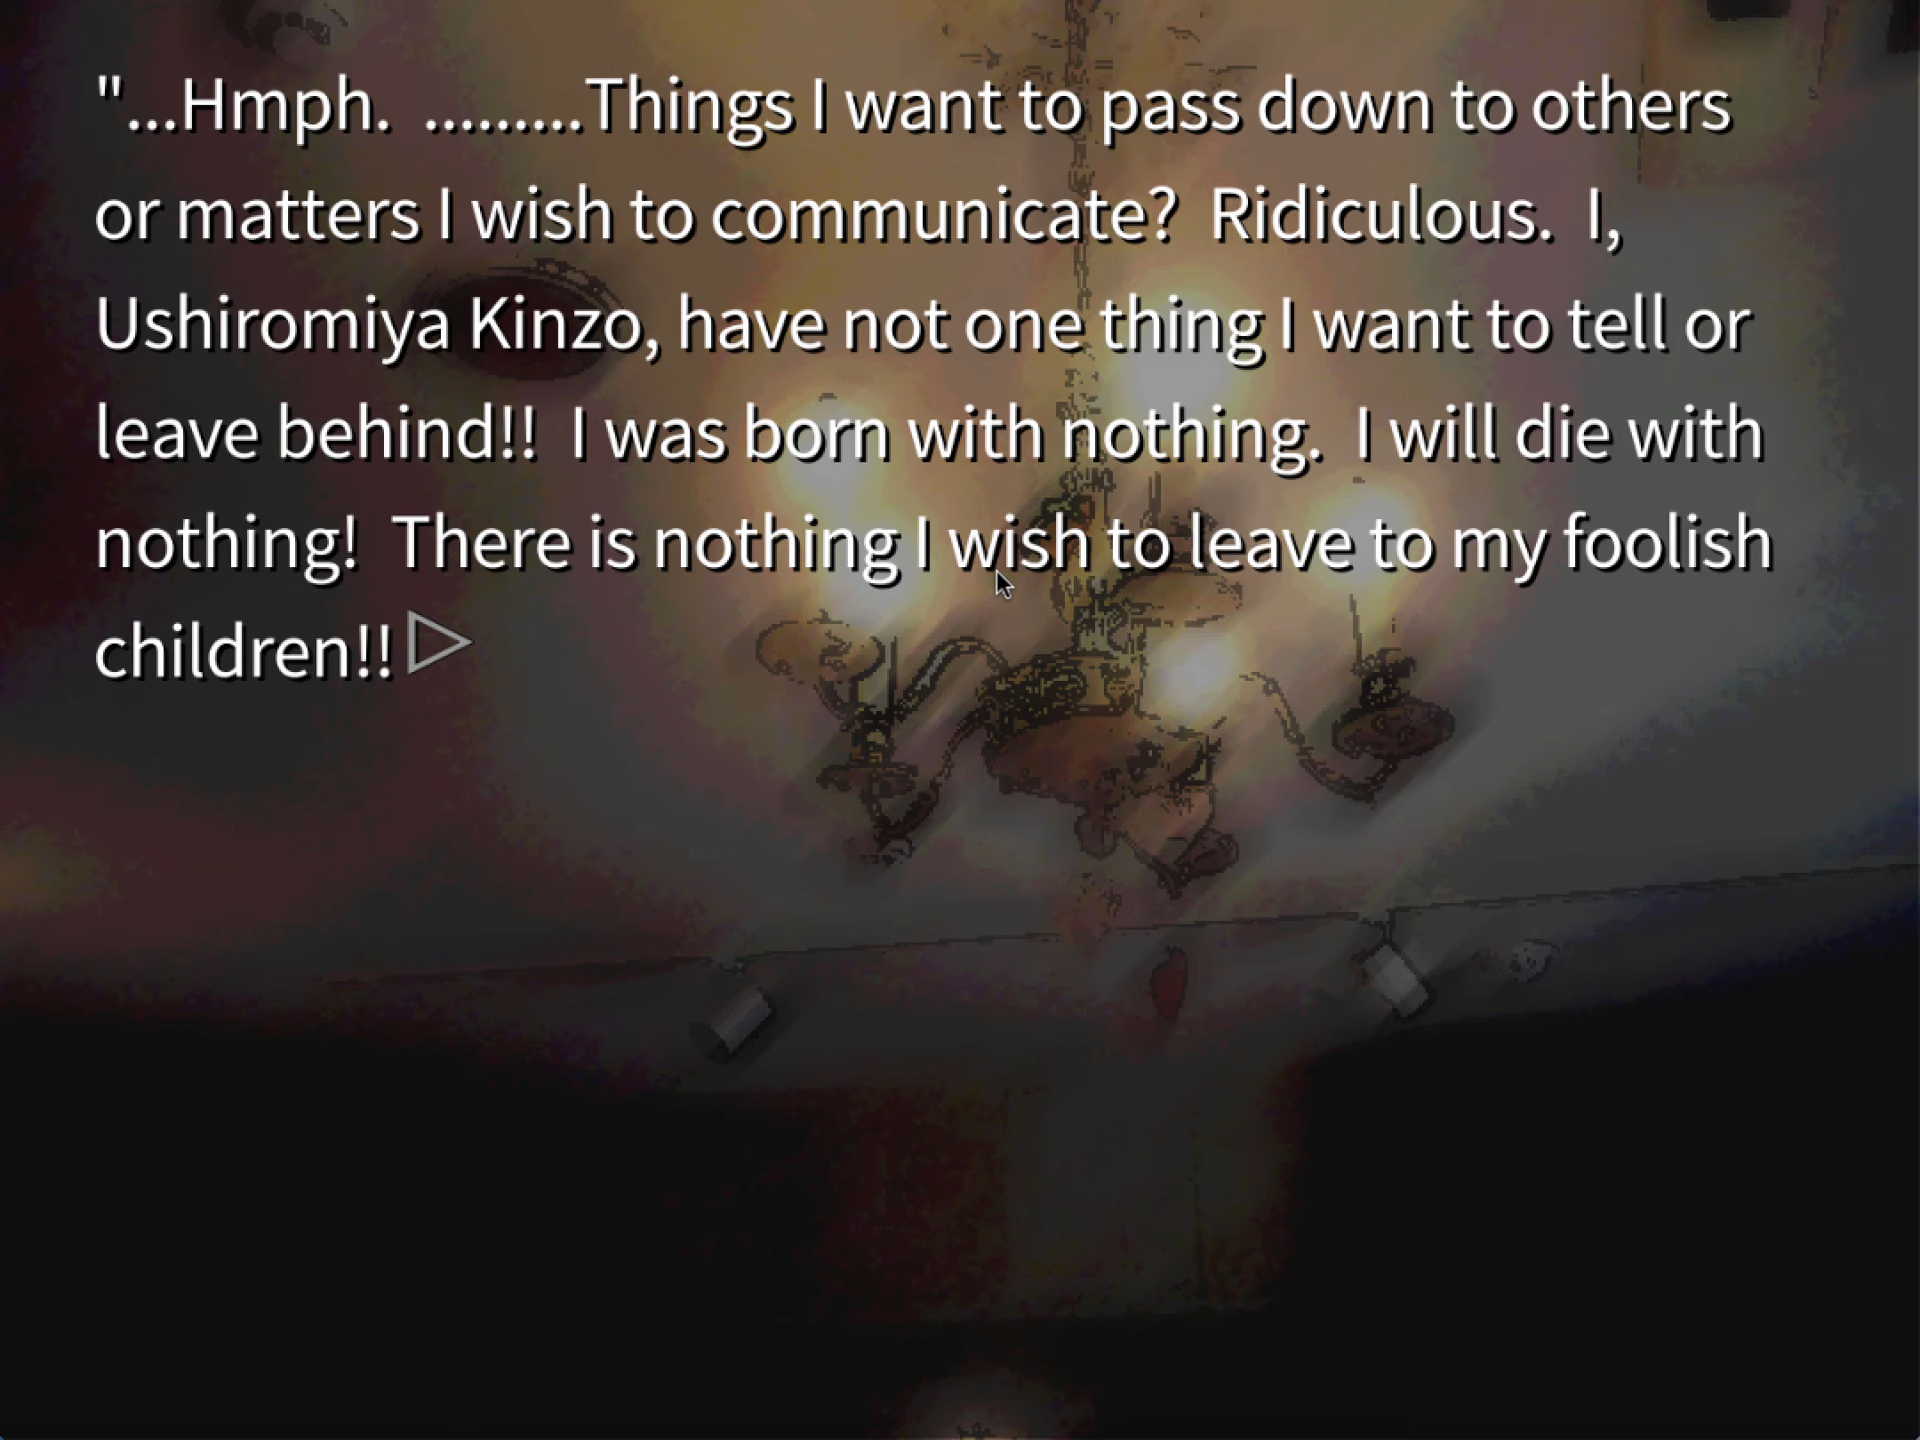 "...Hmph.  .........Things I want to pass down to others
or matters I wish to communicate?  Ridiculous.  I,
Ushiromiya Kinzo, have not one thing I want to tell or
leave behind!!  I was born with nothing.  I will die with
nothing!  There is nothing I wish to leave to my foolish
children!!